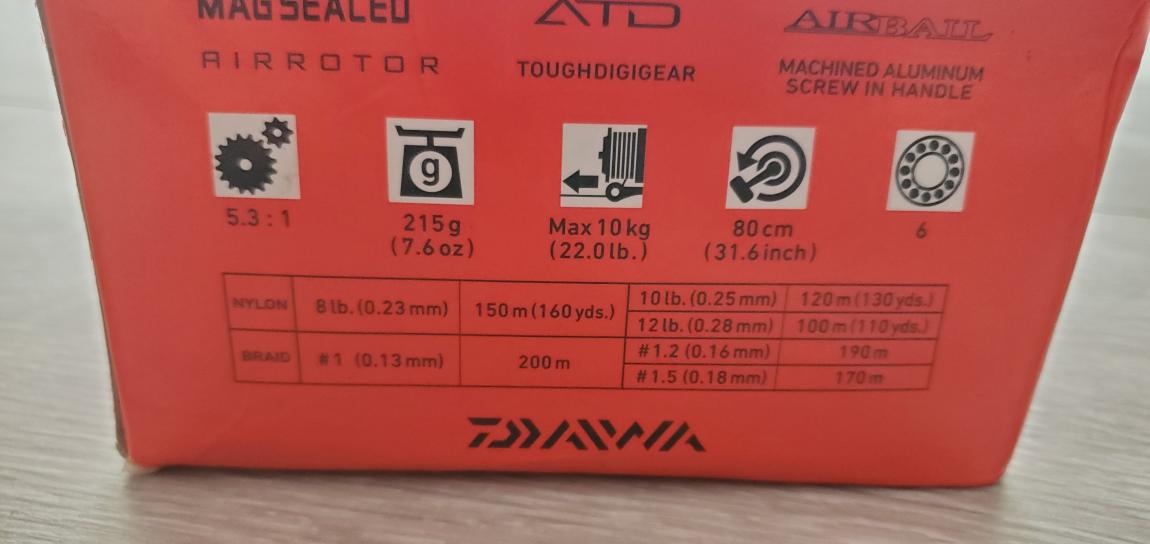 MAGSEALED ATD AIRBALL
AIRROTOR TOUGHDIGIGEAR MACHINED ALUMINUM
SCREW IN HANDLE
g
5.3 : 1 215g Max 10 kg 80 cm 6
(7.6 oz) (22.0 lb.) (31.6 inch)
NYLON 8 lb. (0.23 mm) 150 m (160 yds.) 10 lb. (0.25 mm) 120 m (130 yds.)
12 lb. (0.28 mm) 100 m (110 yds.)
BRAID #1 (0.13 mm) 200 m #1.2 (0.16 mm) 190 m
#1.5 (0.18 mm) 170 m
DAIWA